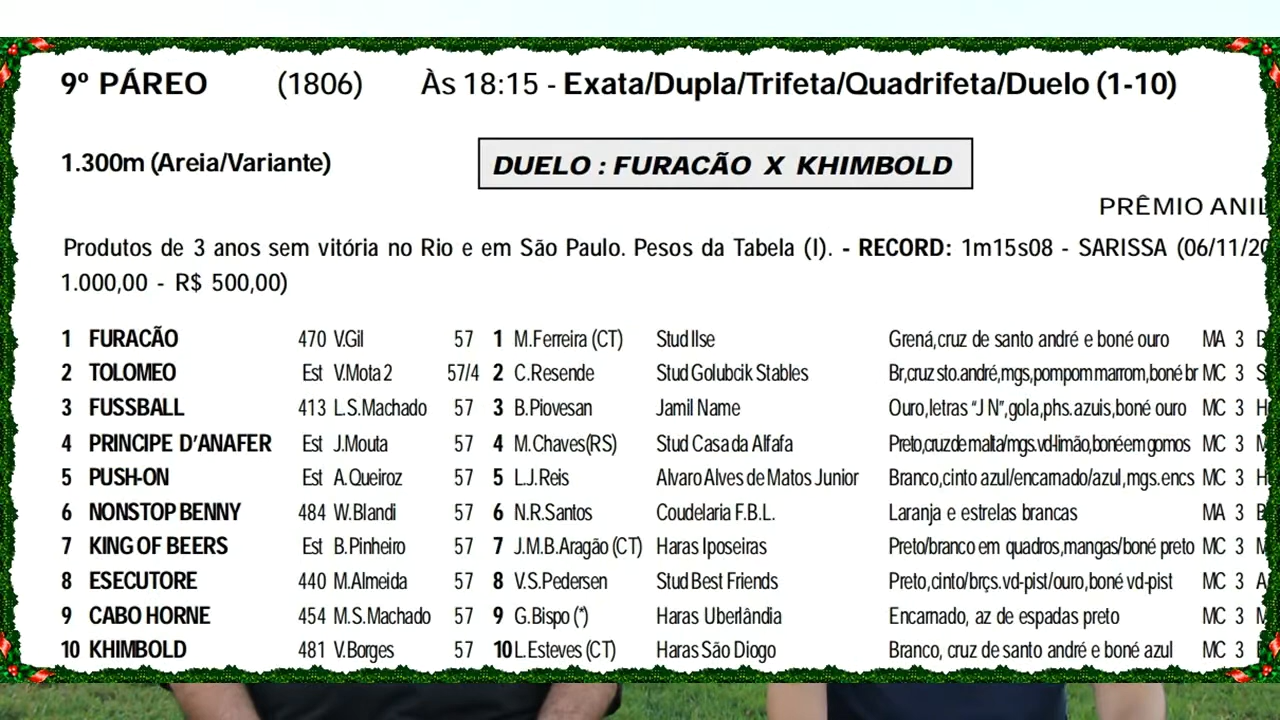 9º PÁREO (1806) Às 18:15 - Exata/Dupla/Trifeta/Quadrifeta/Duelo (1-10)
1.300m (Areia/Variante) DUELO : FURACÃO X KHIMBOLD
PRÊMIO
Produtos de 3 anos sem vitória no Rio e em São Paulo. Pesos da Tabela (I). - RECORD: 1m15s08 - SARISSA
1.000,00 - R$ 500,00)
1 FURACÃO 470 V.Gil 57 1 M.Ferreira (CT) Stud Ilse Grená,cruz de santo andré e boné ouro MA 3
2 TOLOMEO Est V.Mota 2 57/4 2 C.Resende Stud Golubcik Stables Br,cruz sto.andré,mgs,pompom marrom,boné br MC 3
3 FUSSBALL 413 L.S.Machado 57 3 B.Piovesan Jamil Name Ouro,letras “J N”,gola,phs.azuis,boné ouro MC 3
4 PRINCIPE D’ANAFER Est J.Mouta 57 4 M.Chaves(RS) Stud Casa da Alfafa Preto,cruz de malta/mgs.vd-limão,boné em gomos MC 3
5 PUSH-ON Est A.Queiroz 57 5 L.J.Reis Alvaro Alves de Matos Junior Branco,cinto azul/encarnado/azul,mgs.encs MC 3
6 NONSTOP BENNY 484 W.Blandi 57 6 N.R.Santos Coudelaria F.B.L. Laranja e estrelas brancas MA 3
7 KING OF BEERS Est B.Pinheiro 57 7 J.M.B.Aragão (CT) Haras Iposeiras Preto/branco em quadros,mangas/boné preto MC 3
8 ESECUTORE 440 M.Almeida 57 8 V.S.Pedersen Stud Best Friends Preto,cinto/brçs.vd-pist/ouro,boné vd-pist MC 3
9 CABO HORNE 454 M.S.Machado 57 9 G.Bispo (*) Haras Uberlândia Encarnado, az de espadas preto MC 3
10 KHIMBOLD 481 V.Borges 57 10 L.Esteves (CT) Haras São Diogo Branco, cruz de santo andré e boné azul MC 3